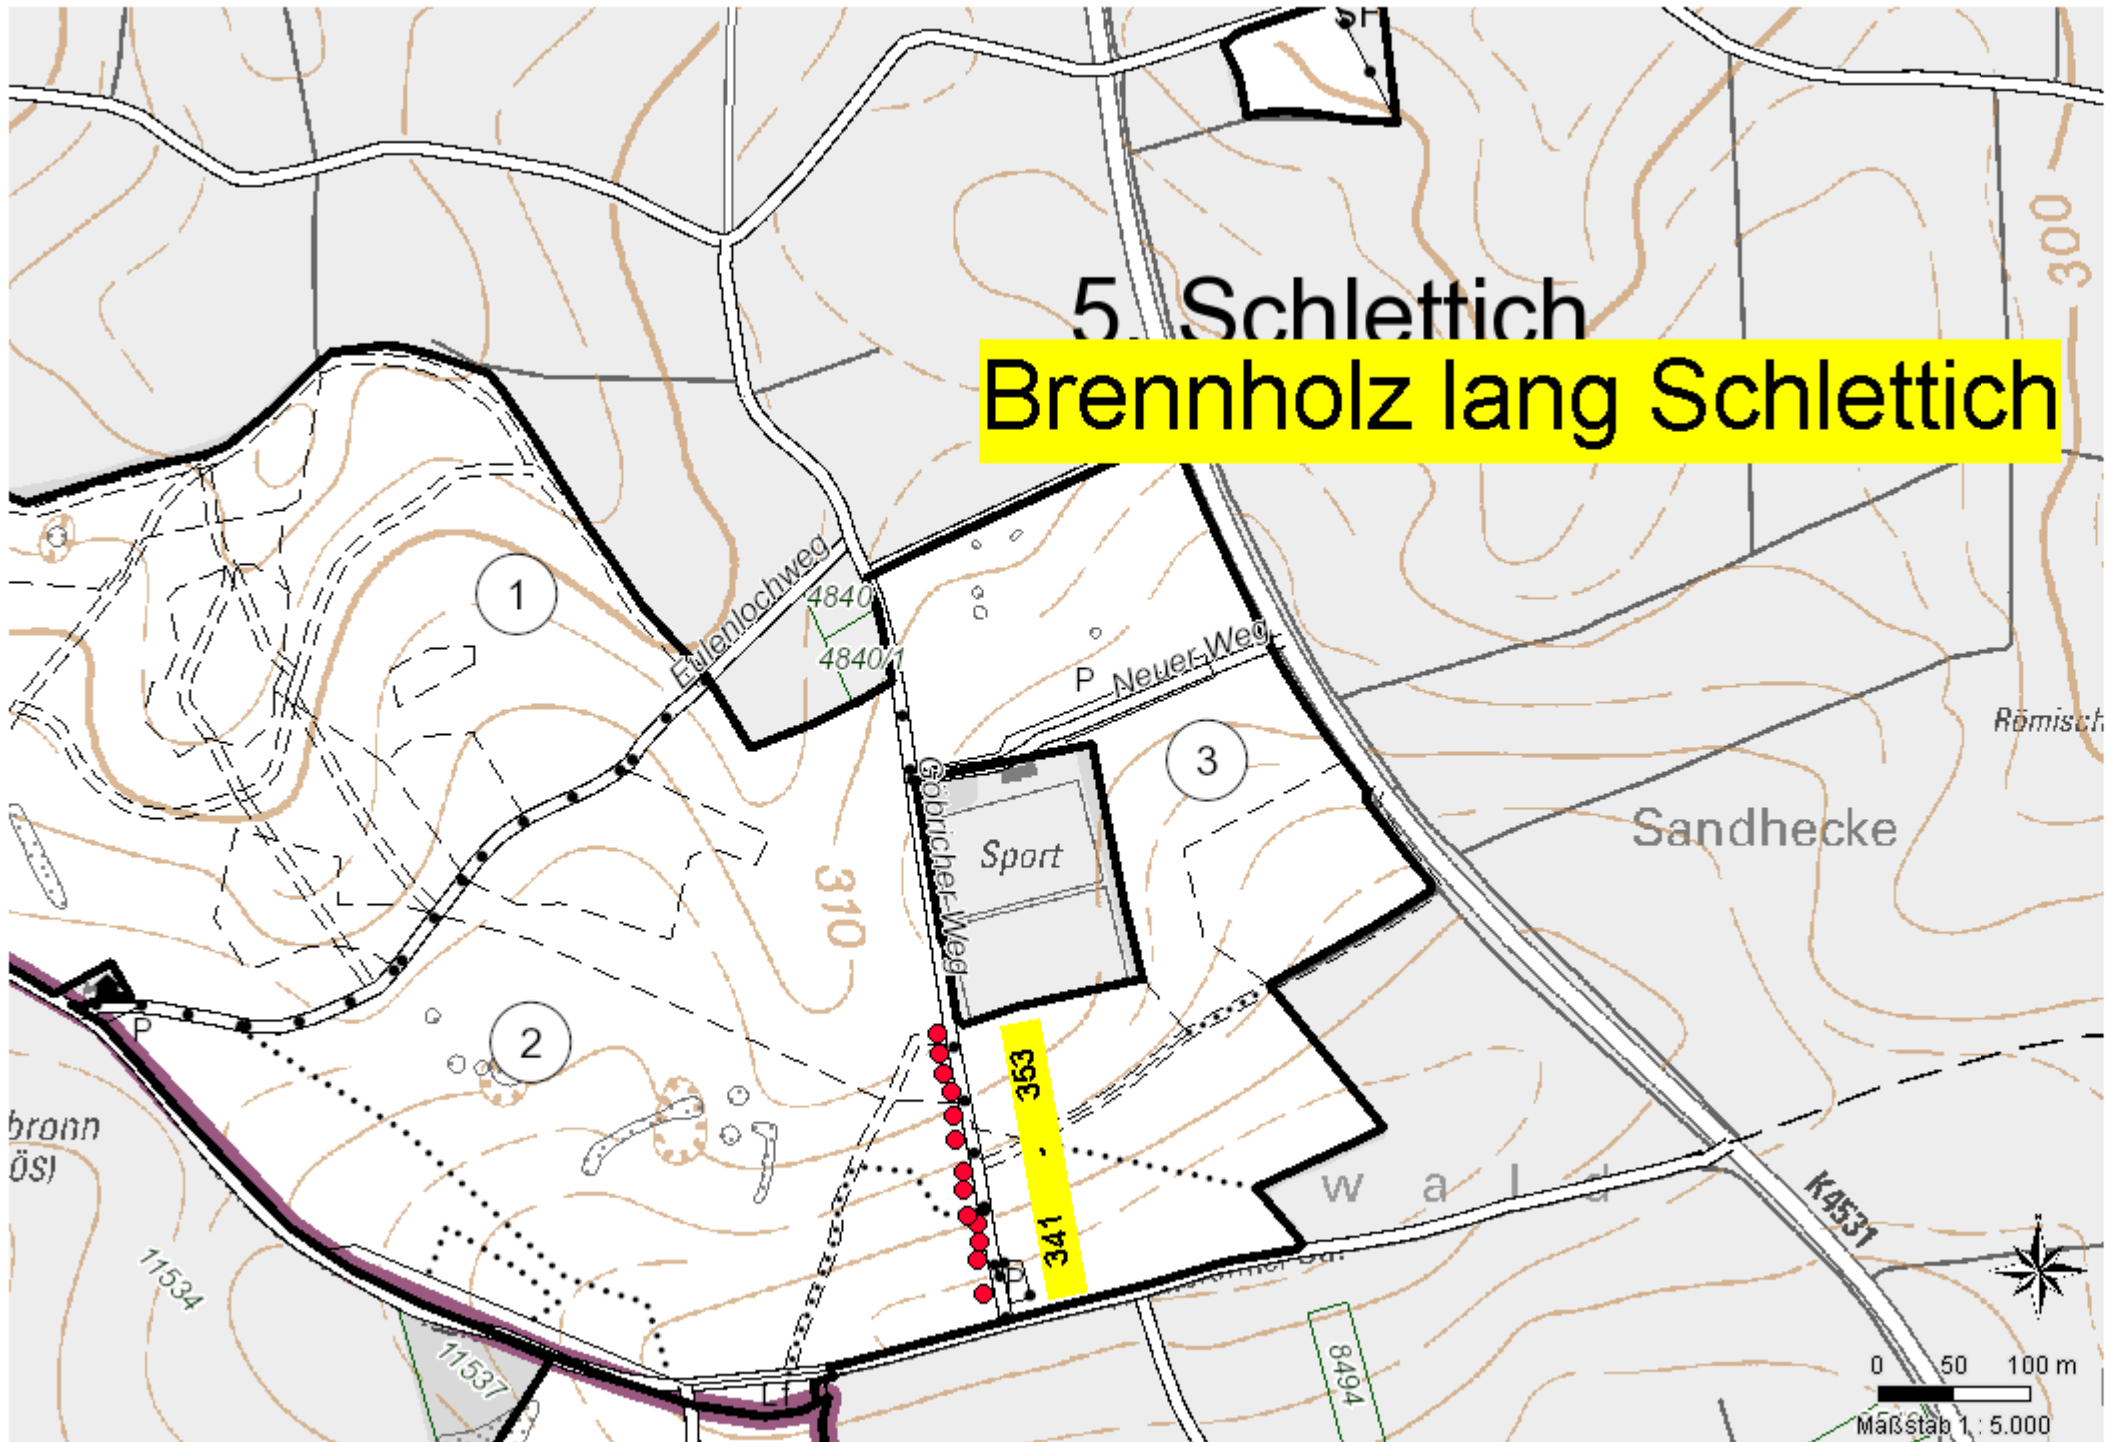 5. Schlettich
Brennholz lang Schlettich
300
1
Eulenlochweg
4840
4840/1
P
Neuer-Weg
Römisch
3
Sandhecke
Göbricher-Weg
Sport
310
P
2
353
-
341
bronn
ös)
w a l d
K4531
P
11534
11537
8494
0 50 100 m
Maßstab 1 : 5.000